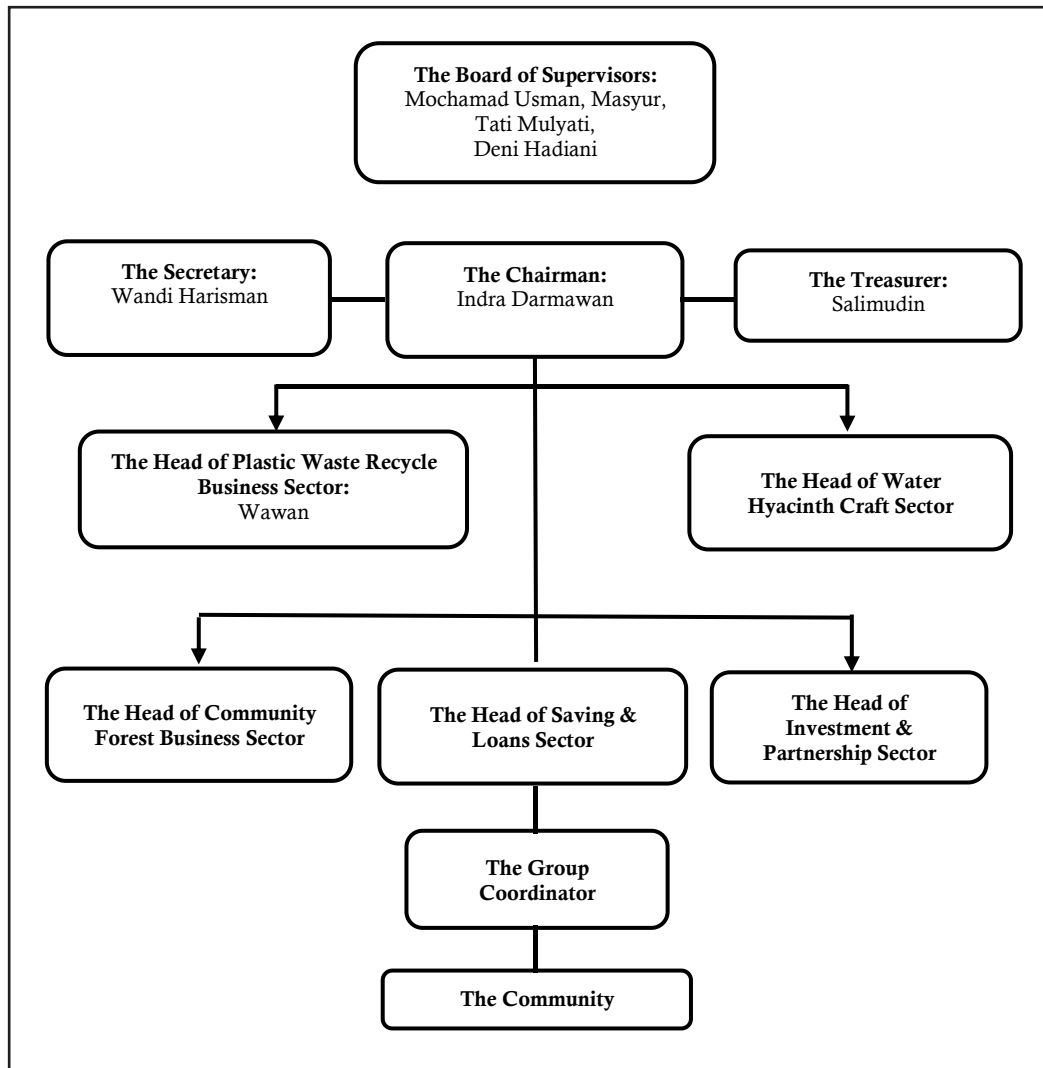 The Board of Supervisors:
Mochamad Usman, Masyur,
Tati Mulyati,
Deni Hadiani
The Secretary:
Wandi Harisman
The Chairman:
Indra Darmawan
The Treasurer:
Salimudin
The Head of Plastic Waste Recycle
Business Sector:
Wawan
The Head of Water
Hyacinth Craft Sector
The Head of Community
Forest Business Sector
The Head of Saving &
Loans Sector
The Head of
Investment &
Partnership Sector
The Group
Coordinator
The Community